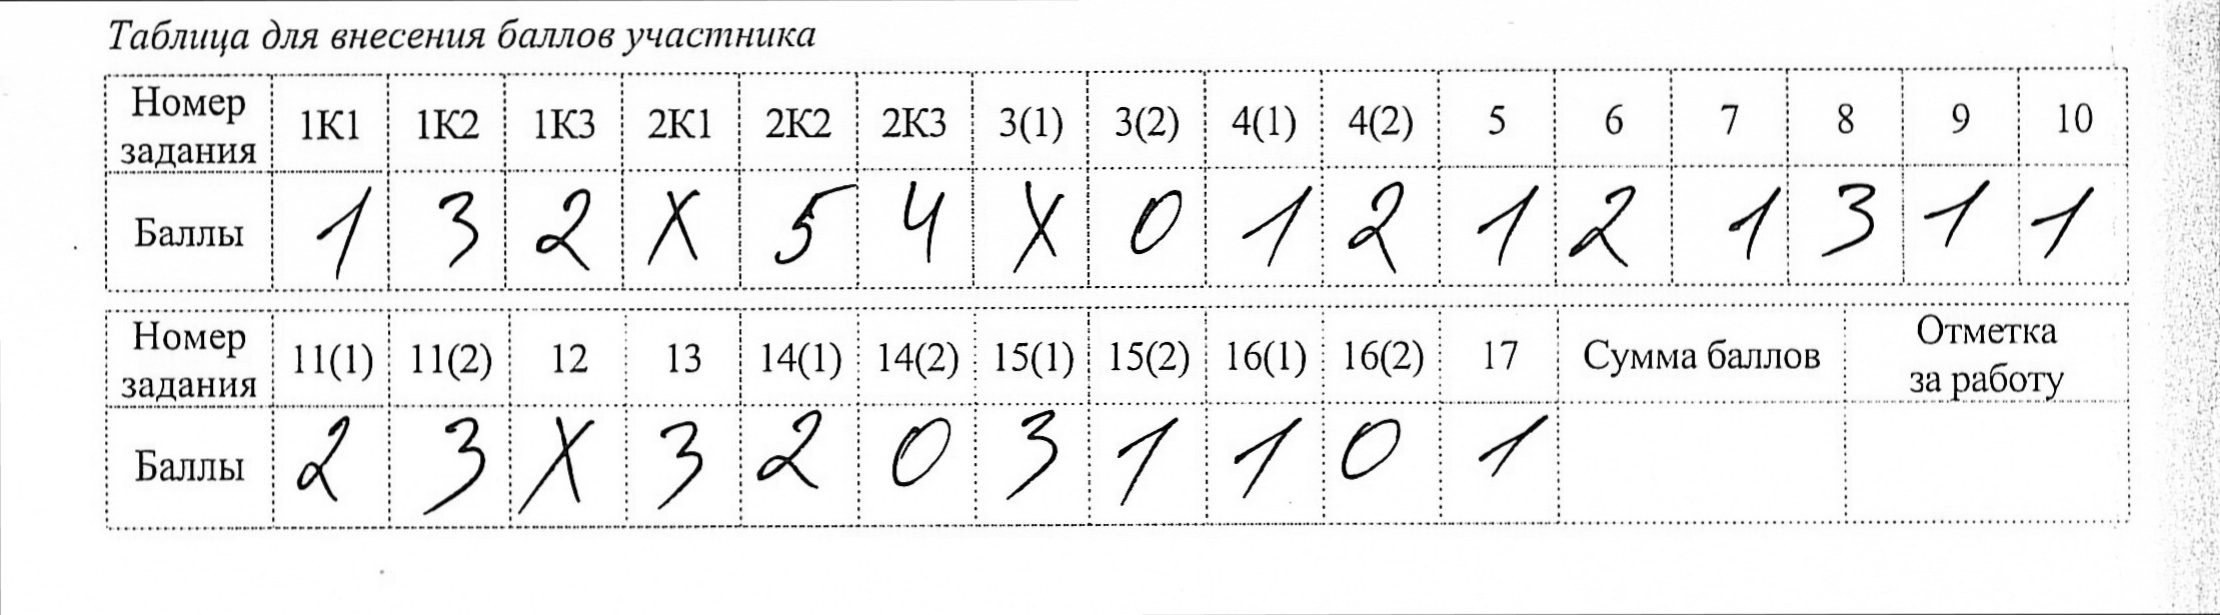 Таблица для внесения баллов участника
Номер задания 1К1 1К2 1К3 2К1 2К2 2К3 3(1) 3(2) 4(1) 4(2) 5 6 7 8 9 10
Баллы 1 3 2 X 5 4 X 0 1 2 1 2 1 3 1 1
Номер задания 11(1) 11(2) 12 13 14(1) 14(2) 15(1) 15(2) 16(1) 16(2) 17 Сумма баллов Отметка за работу
Баллы 2 3 X 3 2 0 3 1 1 0 1